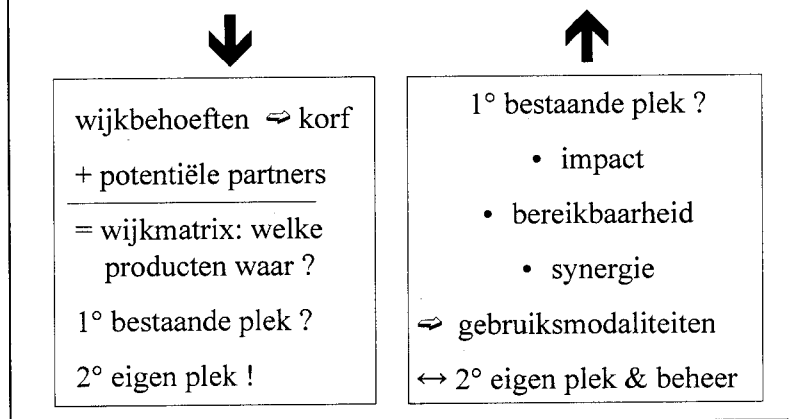 wijkbehoeften ➫ korf
+ potentiële partners
= wijkmatrix: welke
producten waar ?
1° bestaande plek ?
2° eigen plek !
1° bestaande plek ?
• impact
• bereikbaarheid
• synergie
➫ gebruiksmodaliteiten
↔ 2° eigen plek & beheer